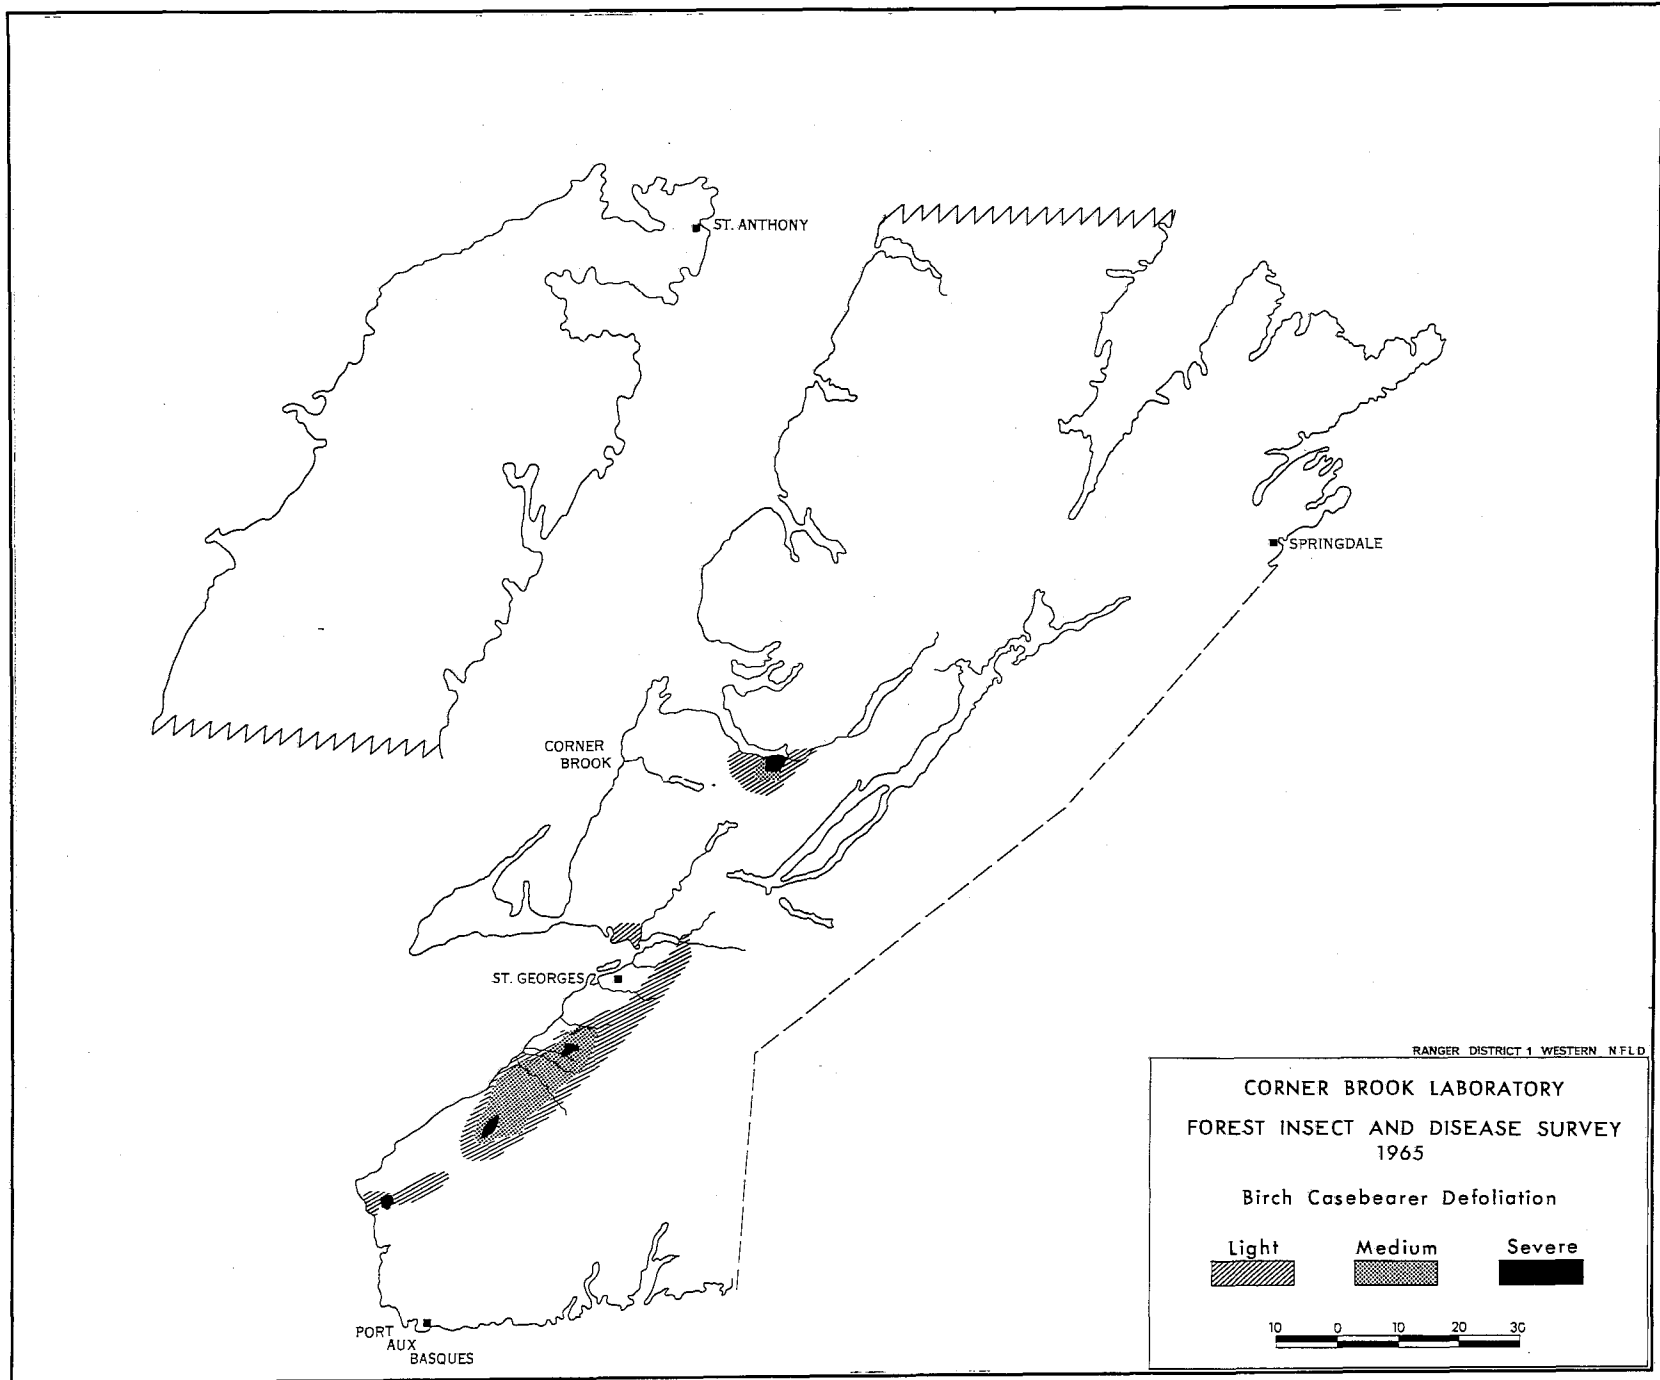 ST. ANTHONY
SPRINGDALE
CORNER
BROOK
ST. GEORGES
PORT
AUX
BASQUES
RANGER DISTRICT 1 WESTERN NFLD
CORNER BROOK LABORATORY
FOREST INSECT AND DISEASE SURVEY
1965
Birch Casebearer Defoliation
Light Medium Severe
10 0 10 20 30